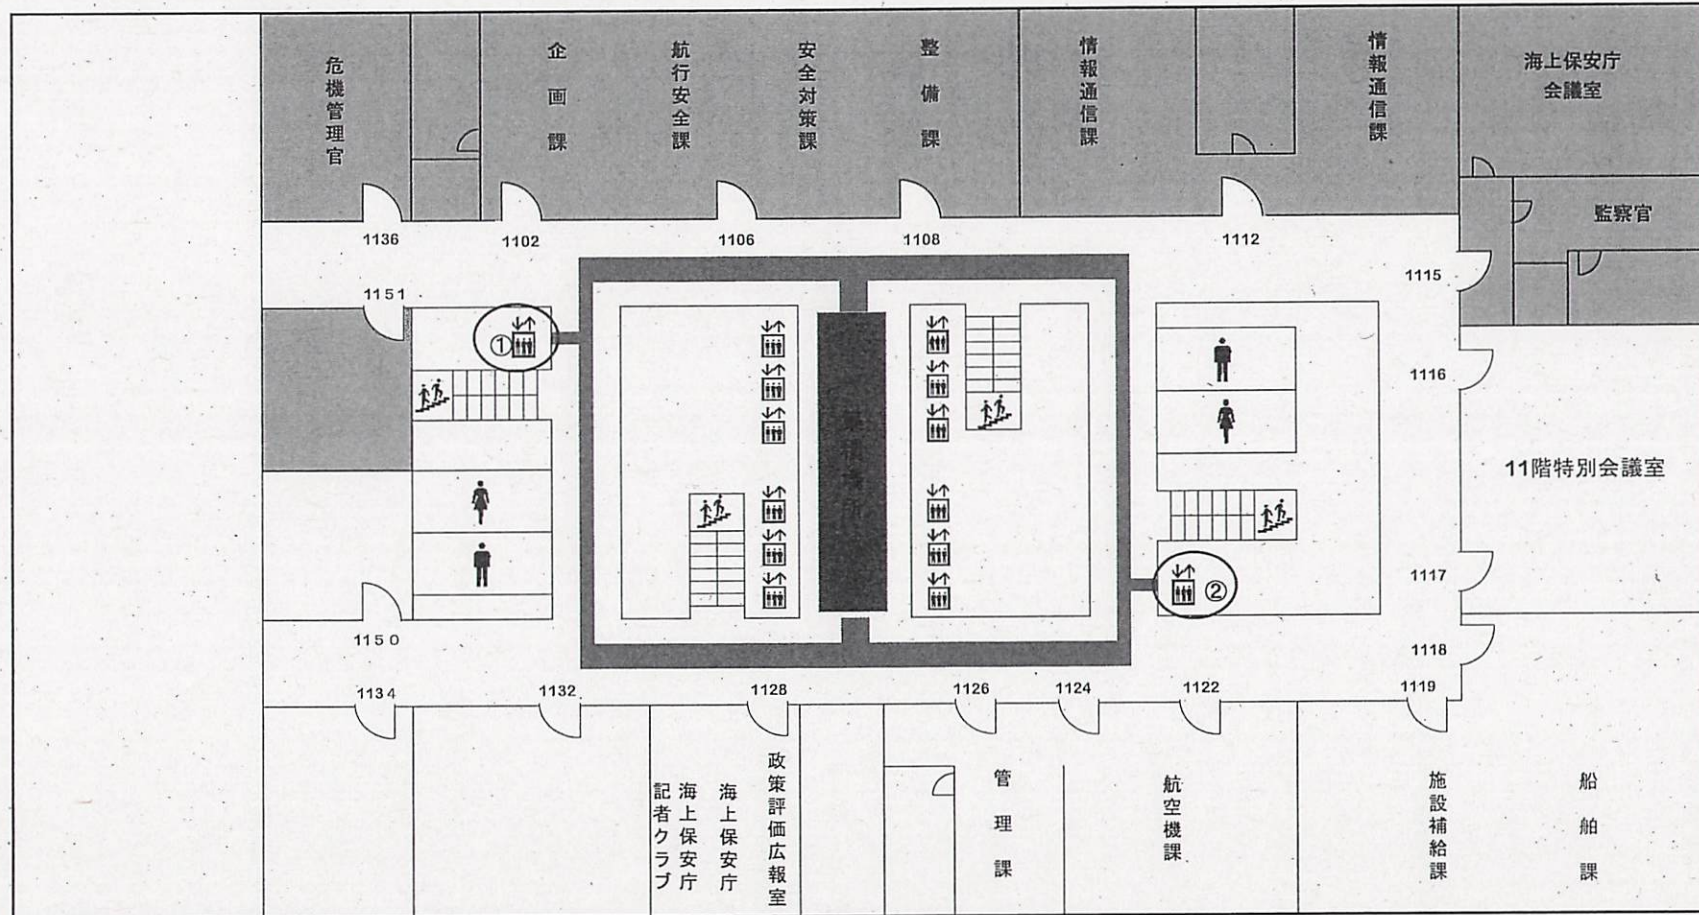 危機管理官
企画課
航行安全課
安全対策課
整備課
情報通信課
情報通信課
海上保安庁
会議室
監察官
1136
1102
1106
1108
1112
1115
1151
①
1116
11階特別会議室
1117
②
1150
1118
1134
1132
1128
1126
1124
1122
1119
記者クラブ
海上保安庁
海上保安庁
政策評価広報室
管理課
航空機課
施設補給課
船舶課